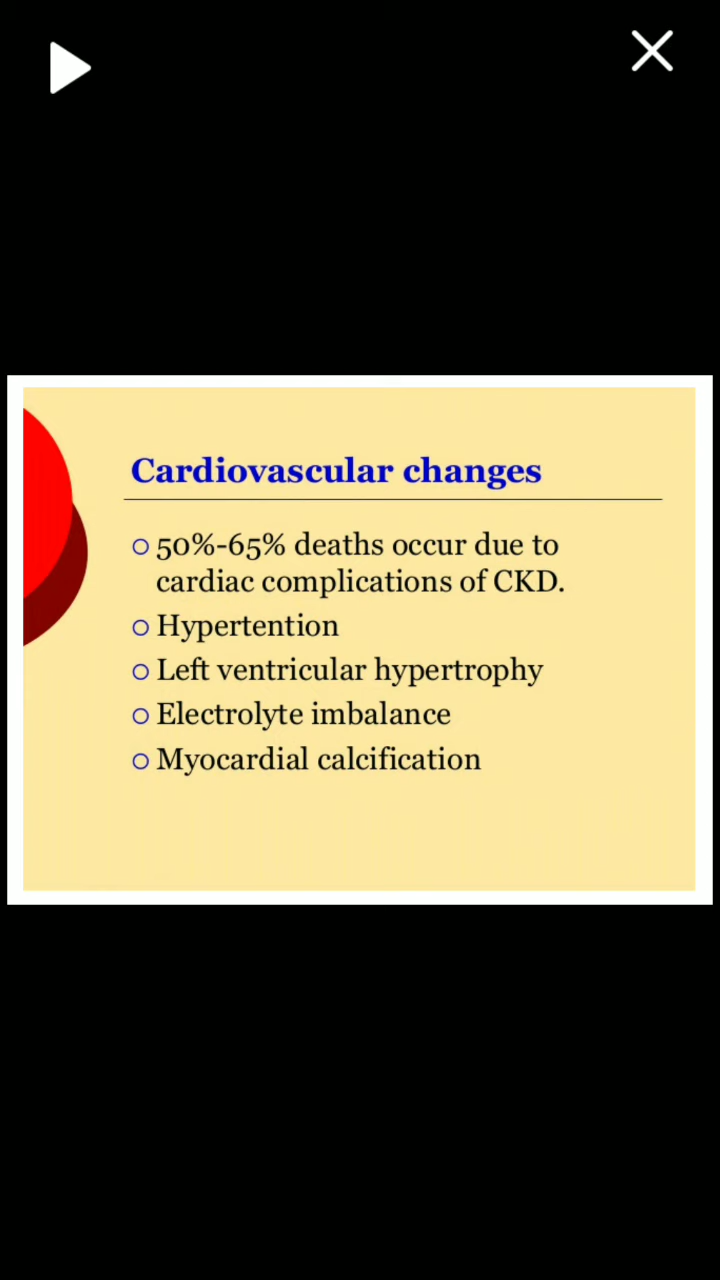 Cardiovascular changes
50%-65% deaths occur due to
cardiac complications of CKD.
Hypertention
Left ventricular hypertrophy
Electrolyte imbalance
Myocardial calcification